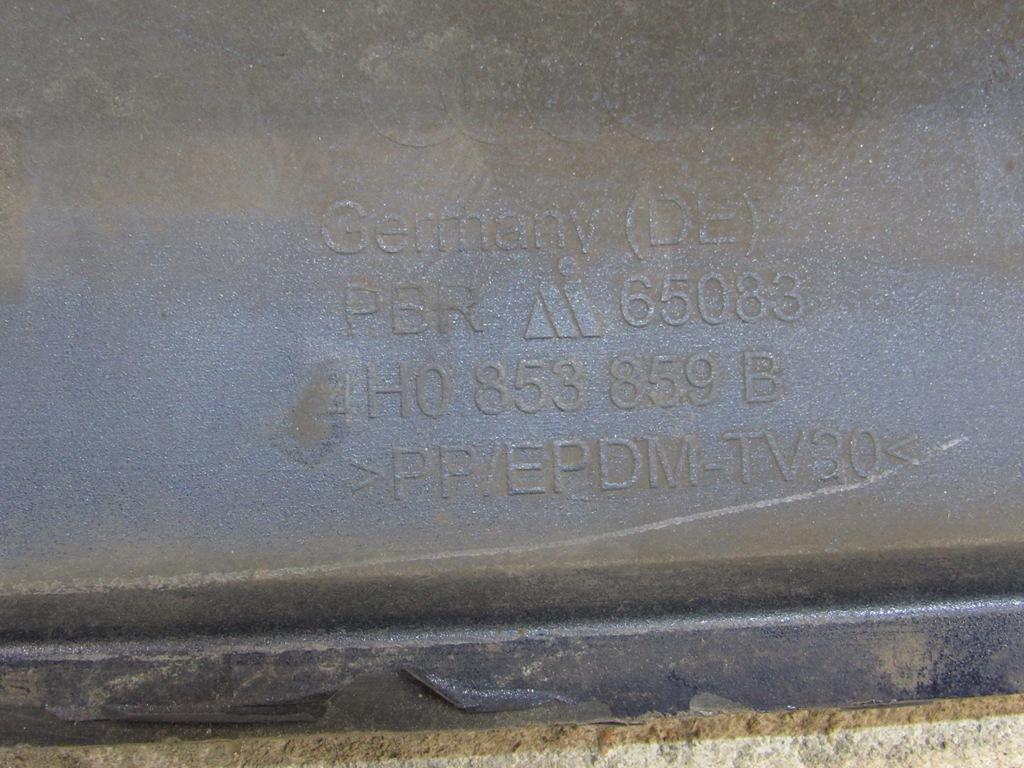 Germany (DE)
PBR 65083
1H0 853 859 B
>PP/EPDM-TV30<